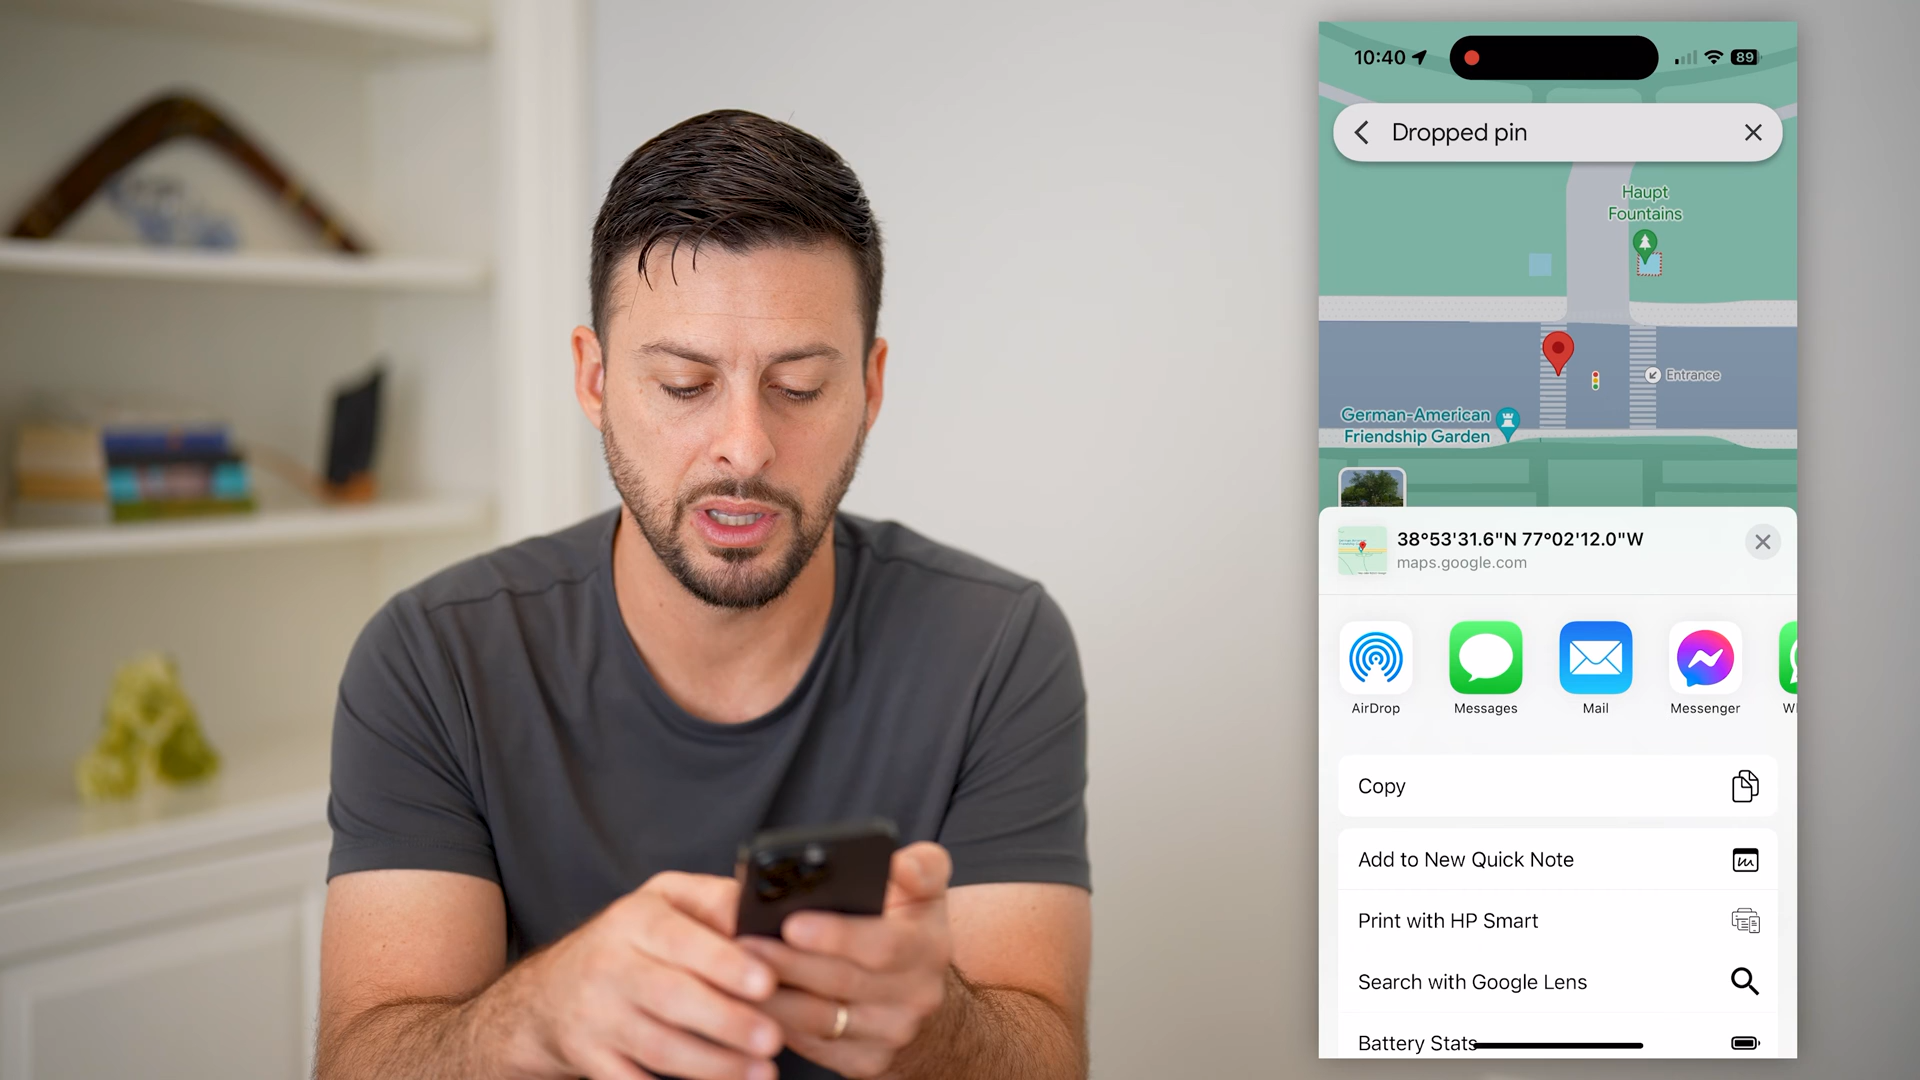 10:40
89
Dropped pin
Haupt
Fountains
Entrance
German-American
Friendship Garden
38°53'31.6"N 77°02'12.0"W
maps.google.com
AirDrop
Messages
Mail
Messenger
Copy
Add to New Quick Note
Print with HP Smart
Search with Google Lens
Battery Stats